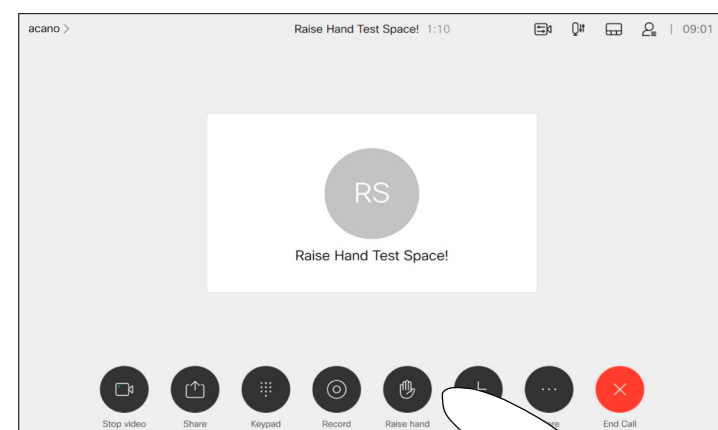 acano >
Raise Hand Test Space! 1:10
| 09:01
RS
Raise Hand Test Space!
Stop video Share Keypad Record Raise hand End Call